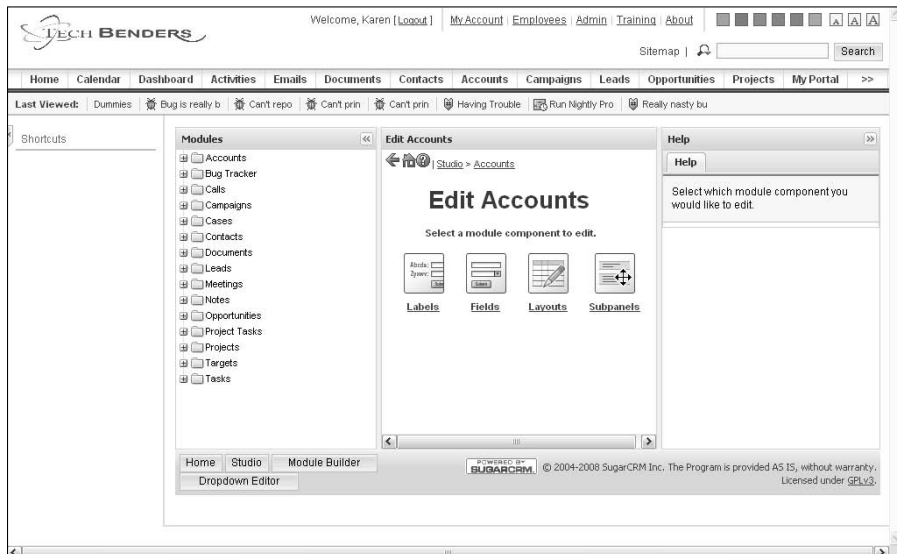 TECH BENDERS
Welcome, Karen [ Logout ] | My Account | Employees | Admin | Training | About
A A A
Sitemap |
Search
Home Calendar Dashboard Activities Emails Documents Contacts Accounts Campaigns Leads Opportunities Projects My Portal >>
Last Viewed: Dummies Bug is really b Can't repo Can't prin Can't prin Having Trouble Run Nightly Pro Really nasty bu
Shortcuts
Modules <<
Accounts
Bug Tracker
Calls
Campaigns
Cases
Contacts
Documents
Leads
Meetings
Notes
Opportunities
Project Tasks
Projects
Targets
Tasks
Edit Accounts
| Studio > Accounts
Edit Accounts
Select a module component to edit.
Labels Fields Layouts Subpanels
Help >>
Help
Select which module component you
would like to edit.
Home Studio Module Builder
Dropdown Editor
POWERED BY
SUGARCRM. © 2004-2008 SugarCRM Inc. The Program is provided AS IS, without warranty.
Licensed under GPLv3.